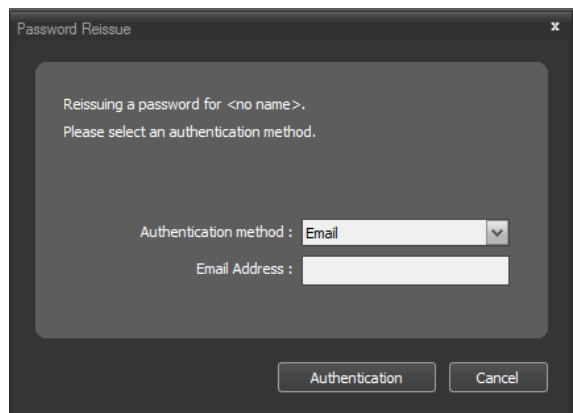 Password Reissue x
Reissuing a password for <no name>.
Please select an authentication method.
Authentication method : Email
Email Address :
Authentication Cancel